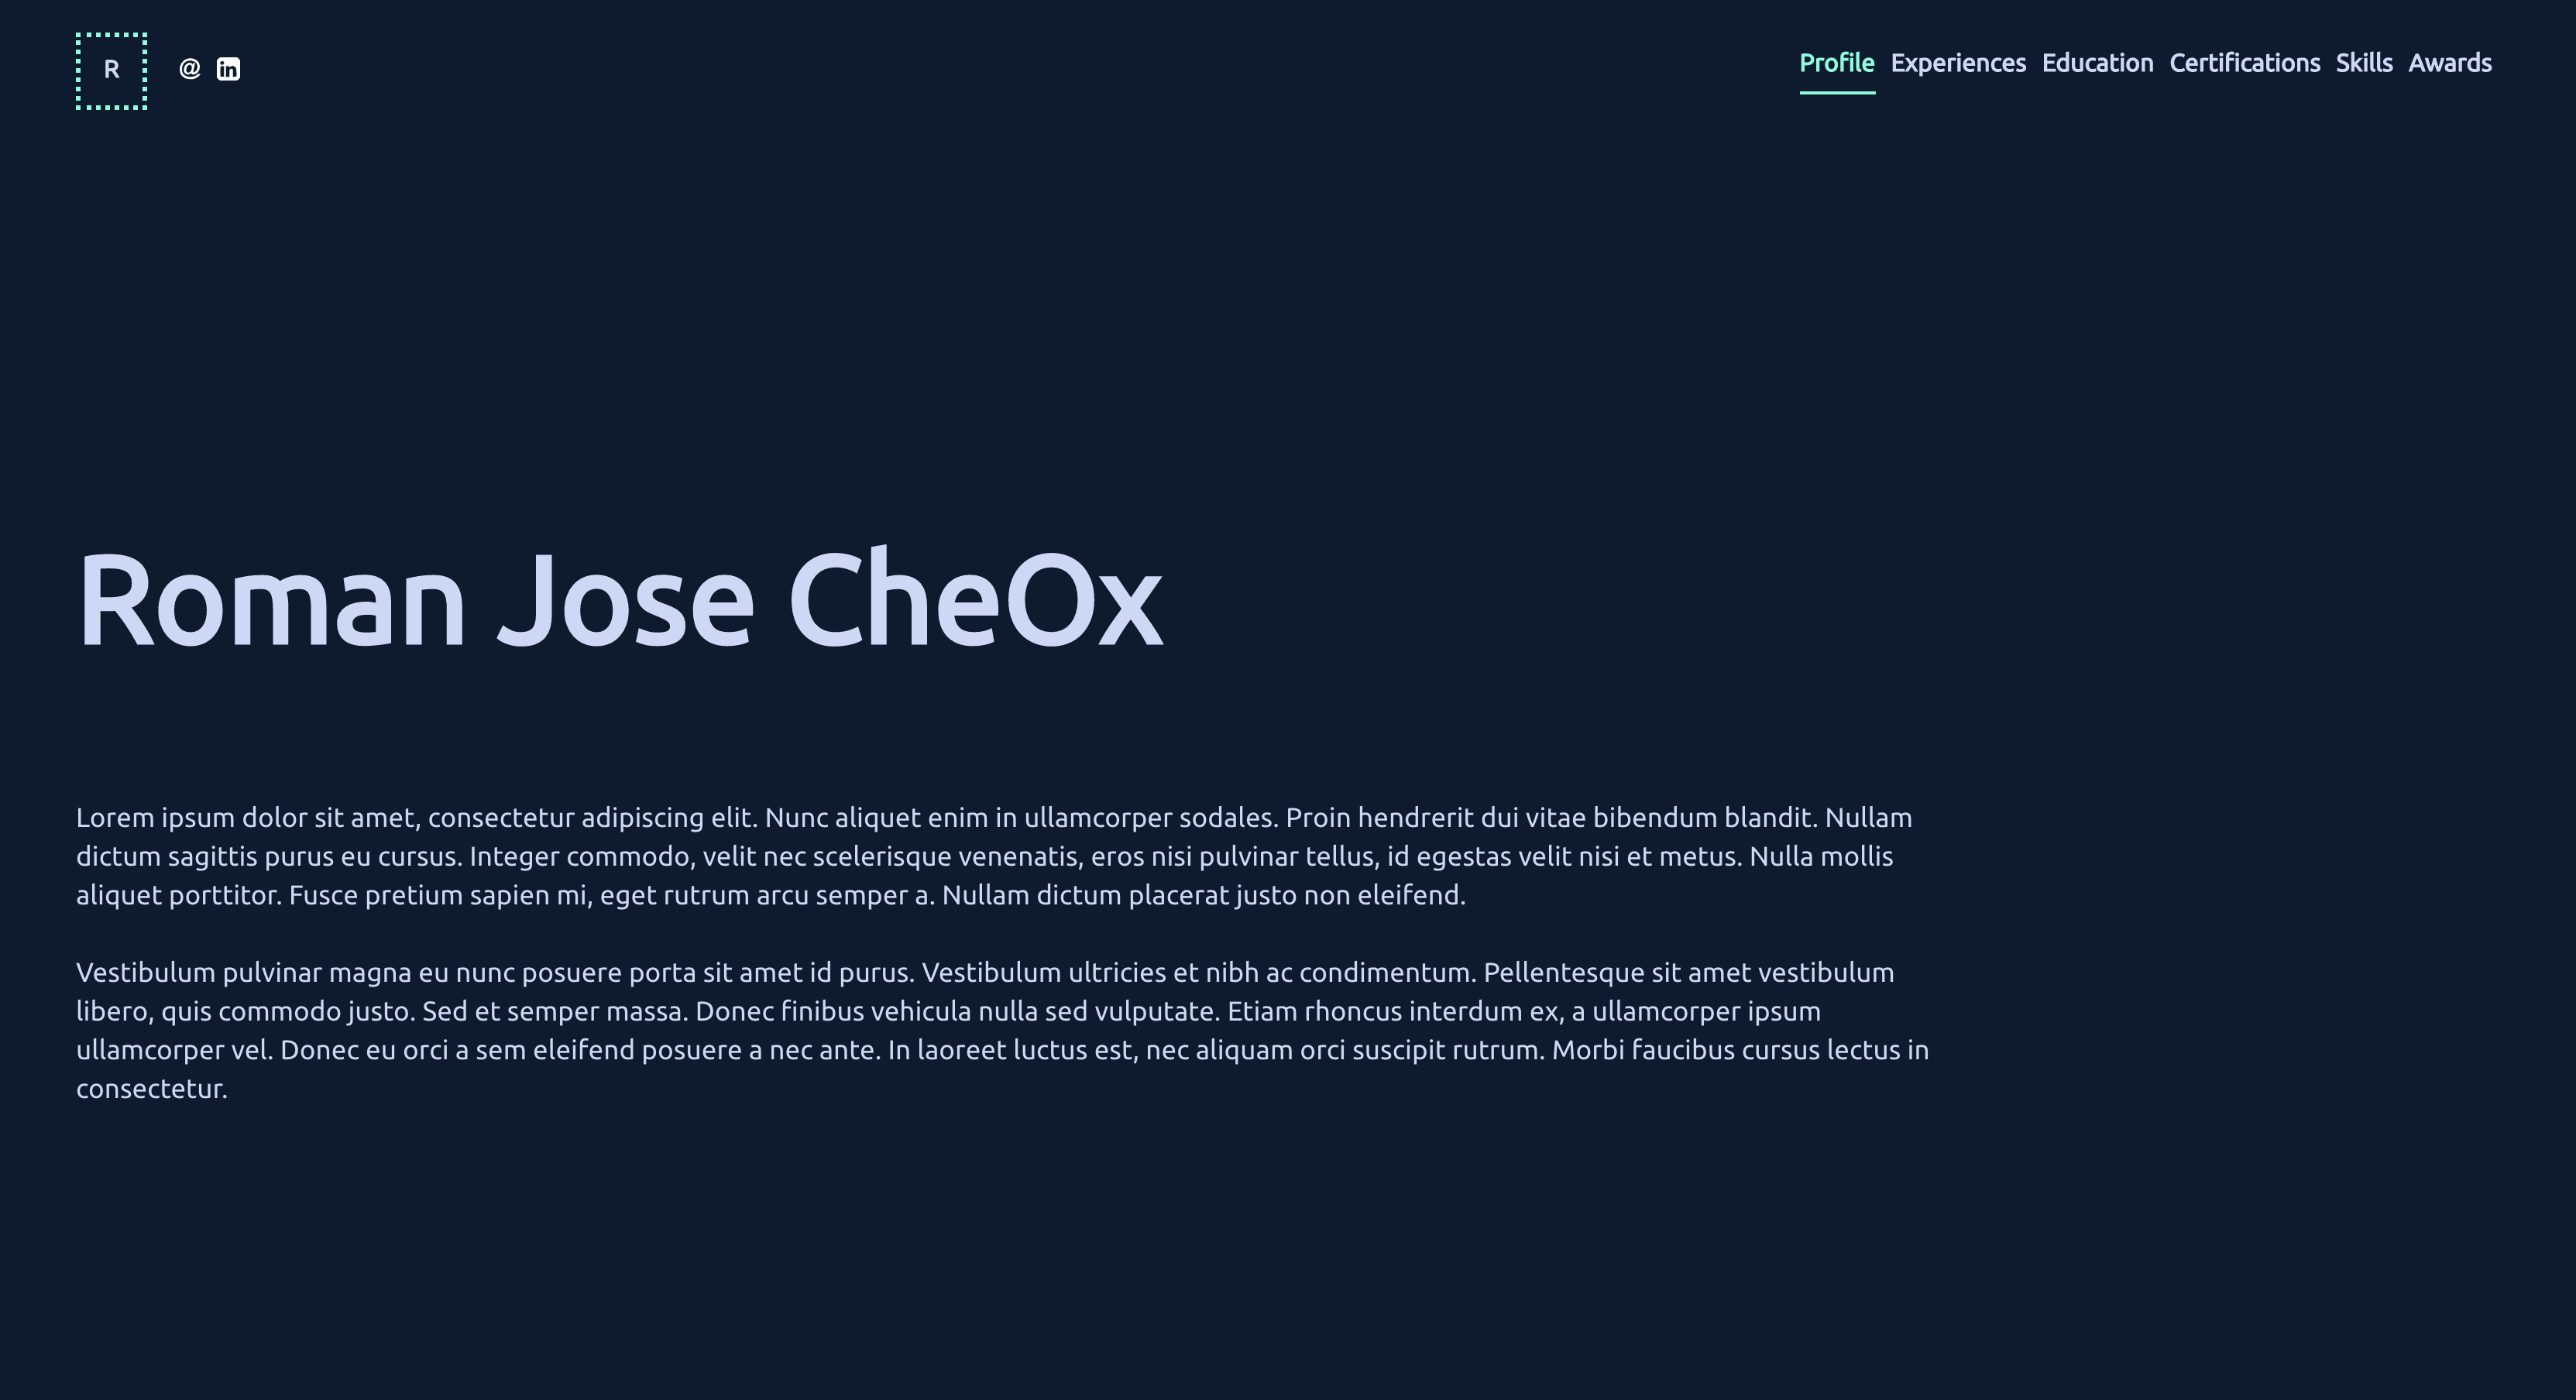 R @ in Profile Experiences Education Certifications Skills Awards
Roman Jose CheOx
Lorem ipsum dolor sit amet, consectetur adipiscing elit. Nunc aliquet enim in ullamcorper sodales. Proin hendrerit dui vitae bibendum blandit. Nullam
dictum sagittis purus eu cursus. Integer commodo, velit nec scelerisque venenatis, eros nisi pulvinar tellus, id egestas velit nisi et metus. Nulla mollis
aliquet porttitor. Fusce pretium sapien mi, eget rutrum arcu semper a. Nullam dictum placerat justo non eleifend.
Vestibulum pulvinar magna eu nunc posuere porta sit amet id purus. Vestibulum ultricies et nibh ac condimentum. Pellentesque sit amet vestibulum
libero, quis commodo justo. Sed et semper massa. Donec finibus vehicula nulla sed vulputate. Etiam rhoncus interdum ex, a ullamcorper ipsum
ullamcorper vel. Donec eu orci a sem eleifend posuere a nec ante. In laoreet luctus est, nec aliquam orci suscipit rutrum. Morbi faucibus cursus lectus in
consectetur.